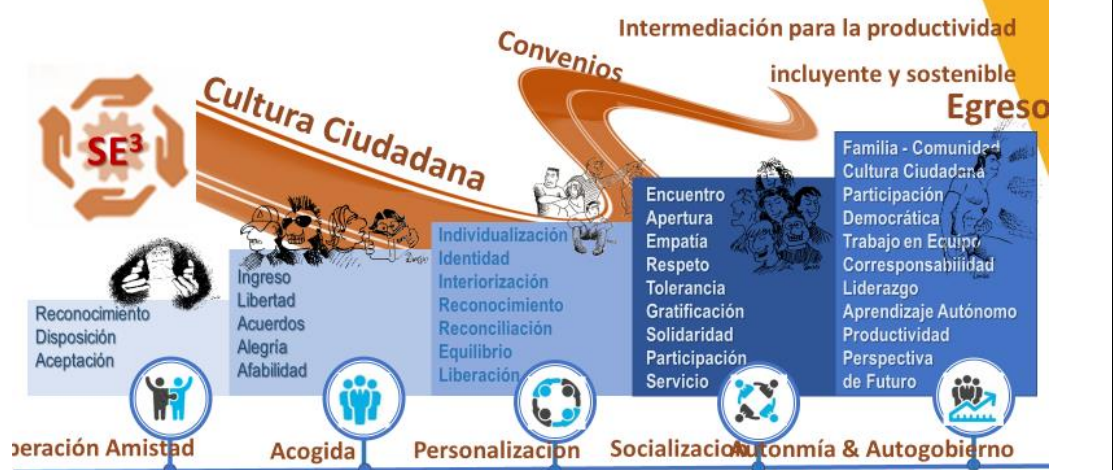 Intermediación para la productividad
incluyente y sostenible
Convenios
Cultura Ciudadana
Egreso
SE³
Reconocimiento
Disposición
Aceptación
Ingreso
Libertad
Acuerdos
Alegria
Afabilidad
Individualización
Identidad
Interiorización
Reconocimiento
Reconciliación
Equilibrio
Liberación
Encuentro
Apertura
Empatía
Respeto
Tolerancia
Gratificación
Solidaridad
Participación
Servicio
Familia - Comunidad
Cultura Ciudadana
Participación
Democrática
Trabajo en Equipo
Corresponsabilidad
Liderazgo
Aprendizaje Autónomo
Productividad
Perspectiva
de Futuro
peración Amistad
Acogida
Personalización
Socialización
Autonmía & Autogobierno